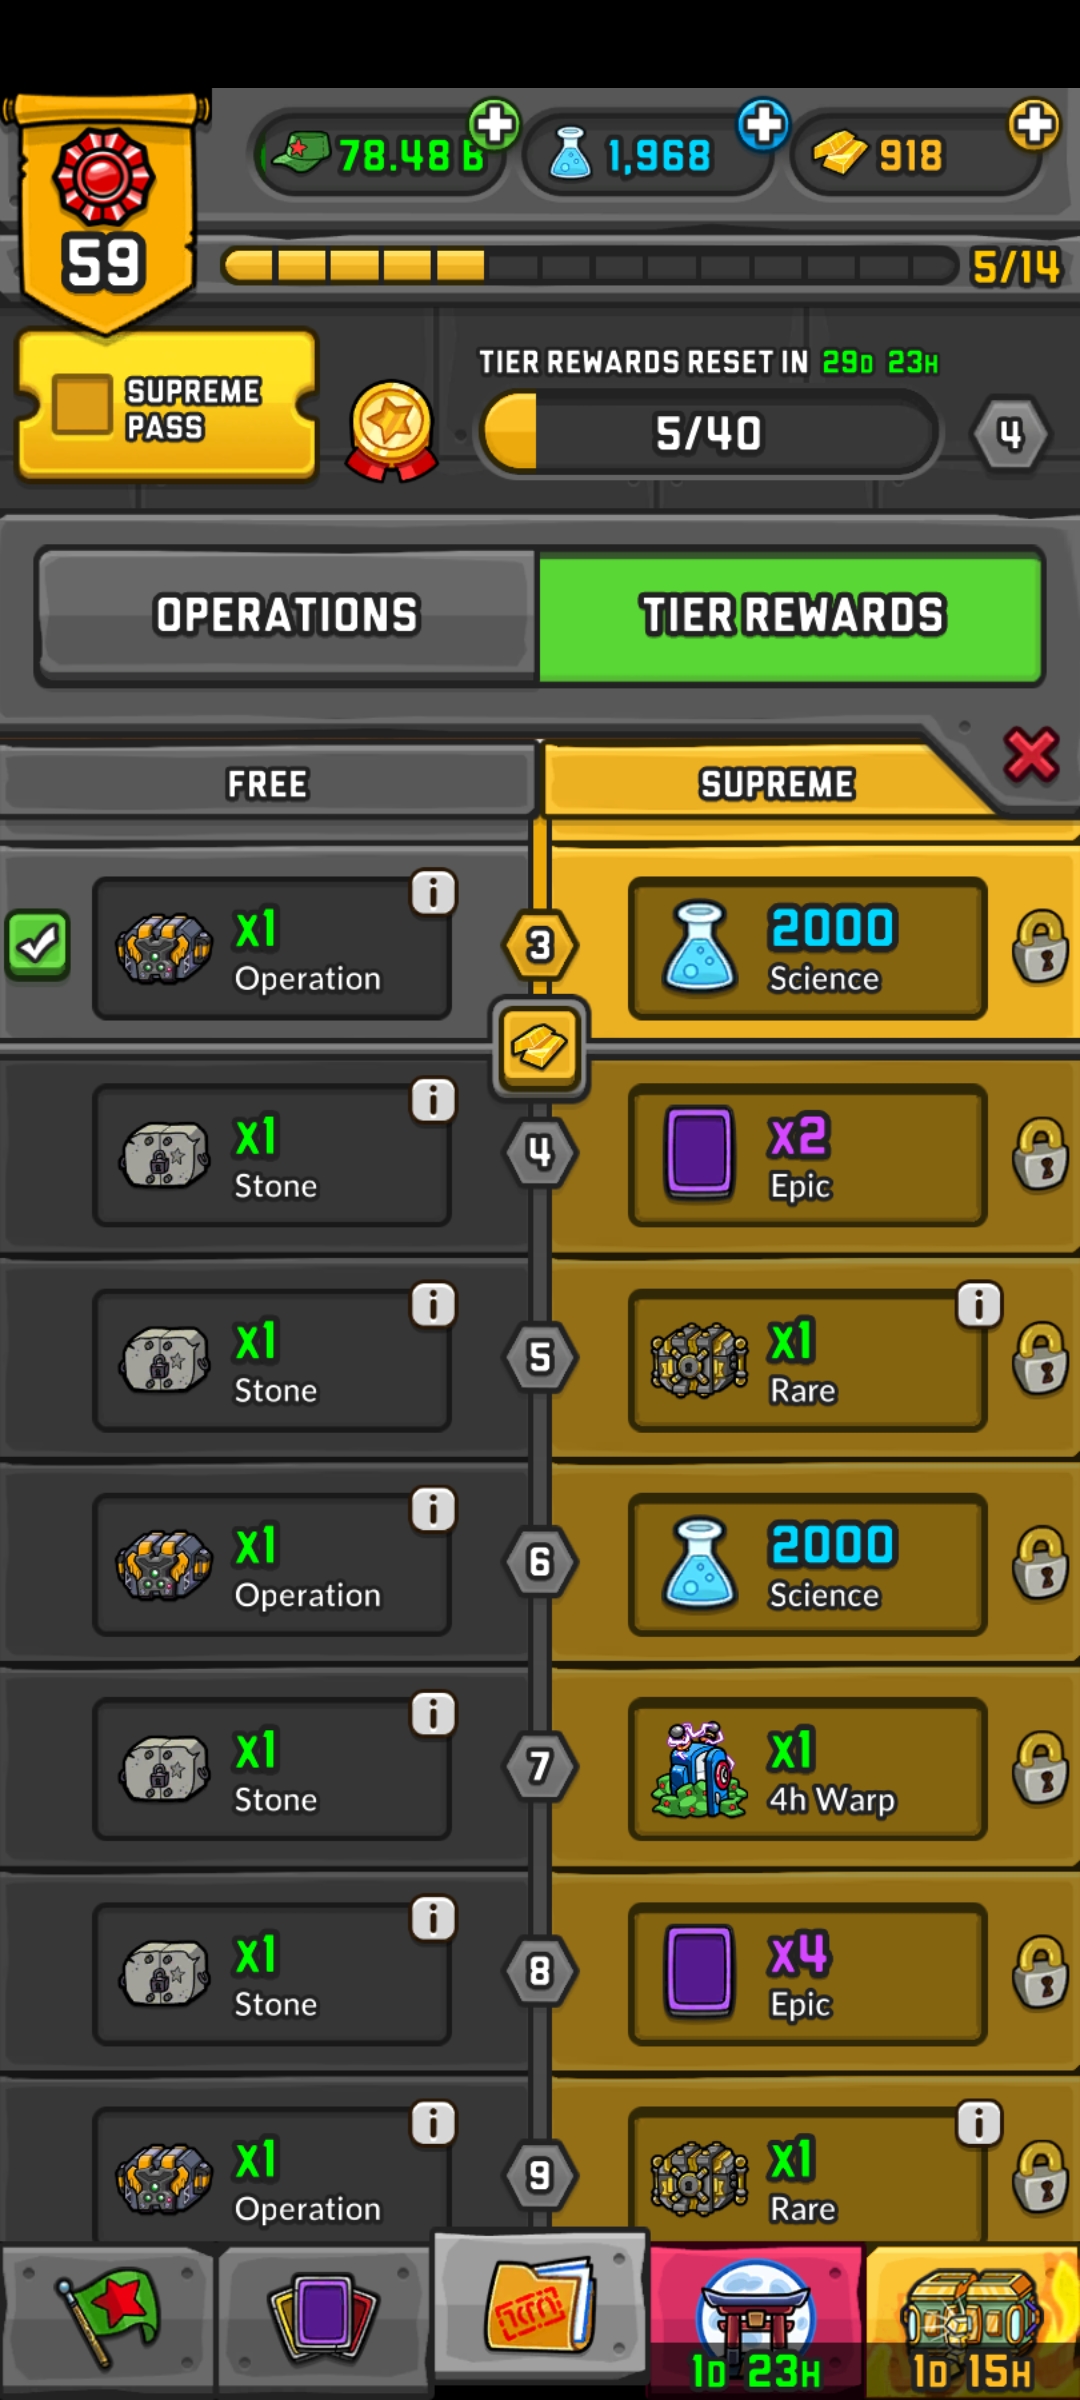 78.48 B
1,968
918
59
5/14
SUPREME
PASS
TIER REWARDS RESET IN 29D 23H
5/40
4
OPERATIONS
TIER REWARDS
FREE
SUPREME
X1
Operation
3
2000
Science
X1
Stone
4
X2
Epic
X1
Stone
5
X1
Rare
X1
Operation
6
2000
Science
X1
Stone
7
X1
4h Warp
X1
Stone
8
X4
Epic
X1
Operation
9
X1
Rare
1D 23H
1D 15H